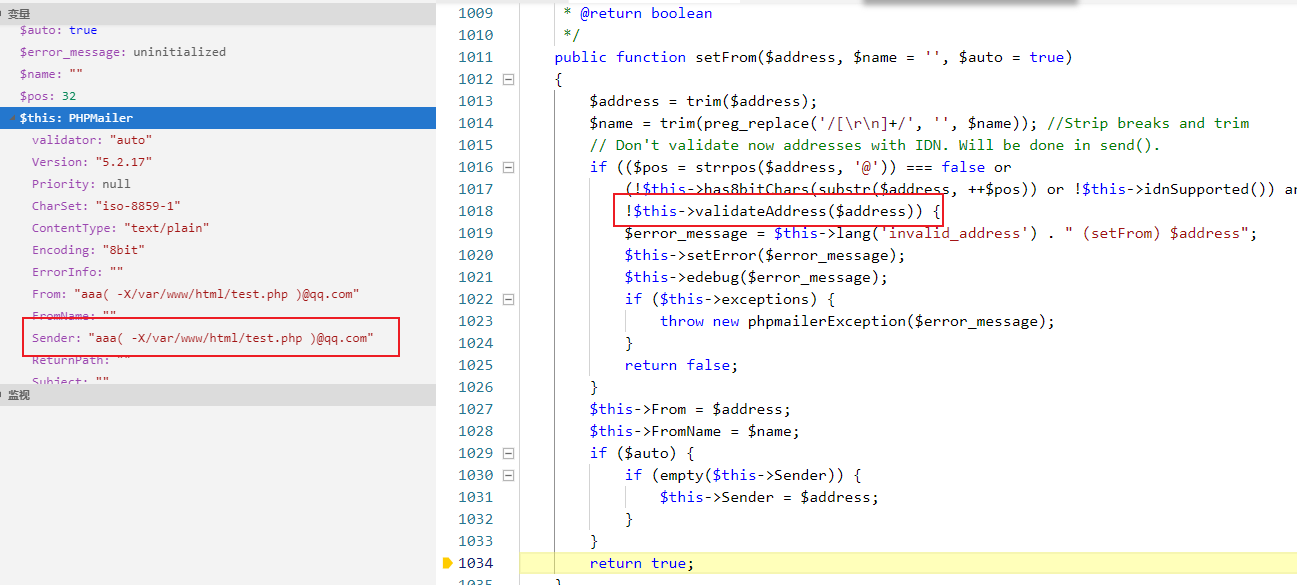 变量
$auto: true
$error_message: uninitialized
$name: ""
$pos: 32
$this: PHPMailer
validator: "auto"
Version: "5.2.17"
Priority: null
CharSet: "iso-8859-1"
ContentType: "text/plain"
Encoding: "8bit"
ErrorInfo: ""
From: "aaa( -X/var/www/html/test.php )@qq.com"
FromName: ""
Sender: "aaa( -X/var/www/html/test.php )@qq.com"
ReturnPath: ""
Subject: ""
监视
1009 * @return boolean
1010 */
1011 public function setFrom($address, $name = '', $auto = true)
1012 {
1013 $address = trim($address);
1014 $name = trim(preg_replace('/[\r\n]+/', '', $name)); //Strip breaks and trim
1015 // Don't validate now addresses with IDN. Will be done in send().
1016 if (($pos = strrpos($address, '@')) === false or
1017 (!$this->has8bitChars(substr($address, ++$pos)) or !$this->idnSupported()) an
1018 !$this->validateAddress($address)) {
1019 $error_message = $this->lang('invalid_address') . " (setFrom) $address";
1020 $this->setError($error_message);
1021 $this->edebug($error_message);
1022 if ($this->exceptions) {
1023 throw new phpmailerException($error_message);
1024 }
1025 return false;
1026 }
1027 $this->From = $address;
1028 $this->FromName = $name;
1029 if ($auto) {
1030 if (empty($this->Sender)) {
1031 $this->Sender = $address;
1032 }
1033 }
1034 return true;
1035 }